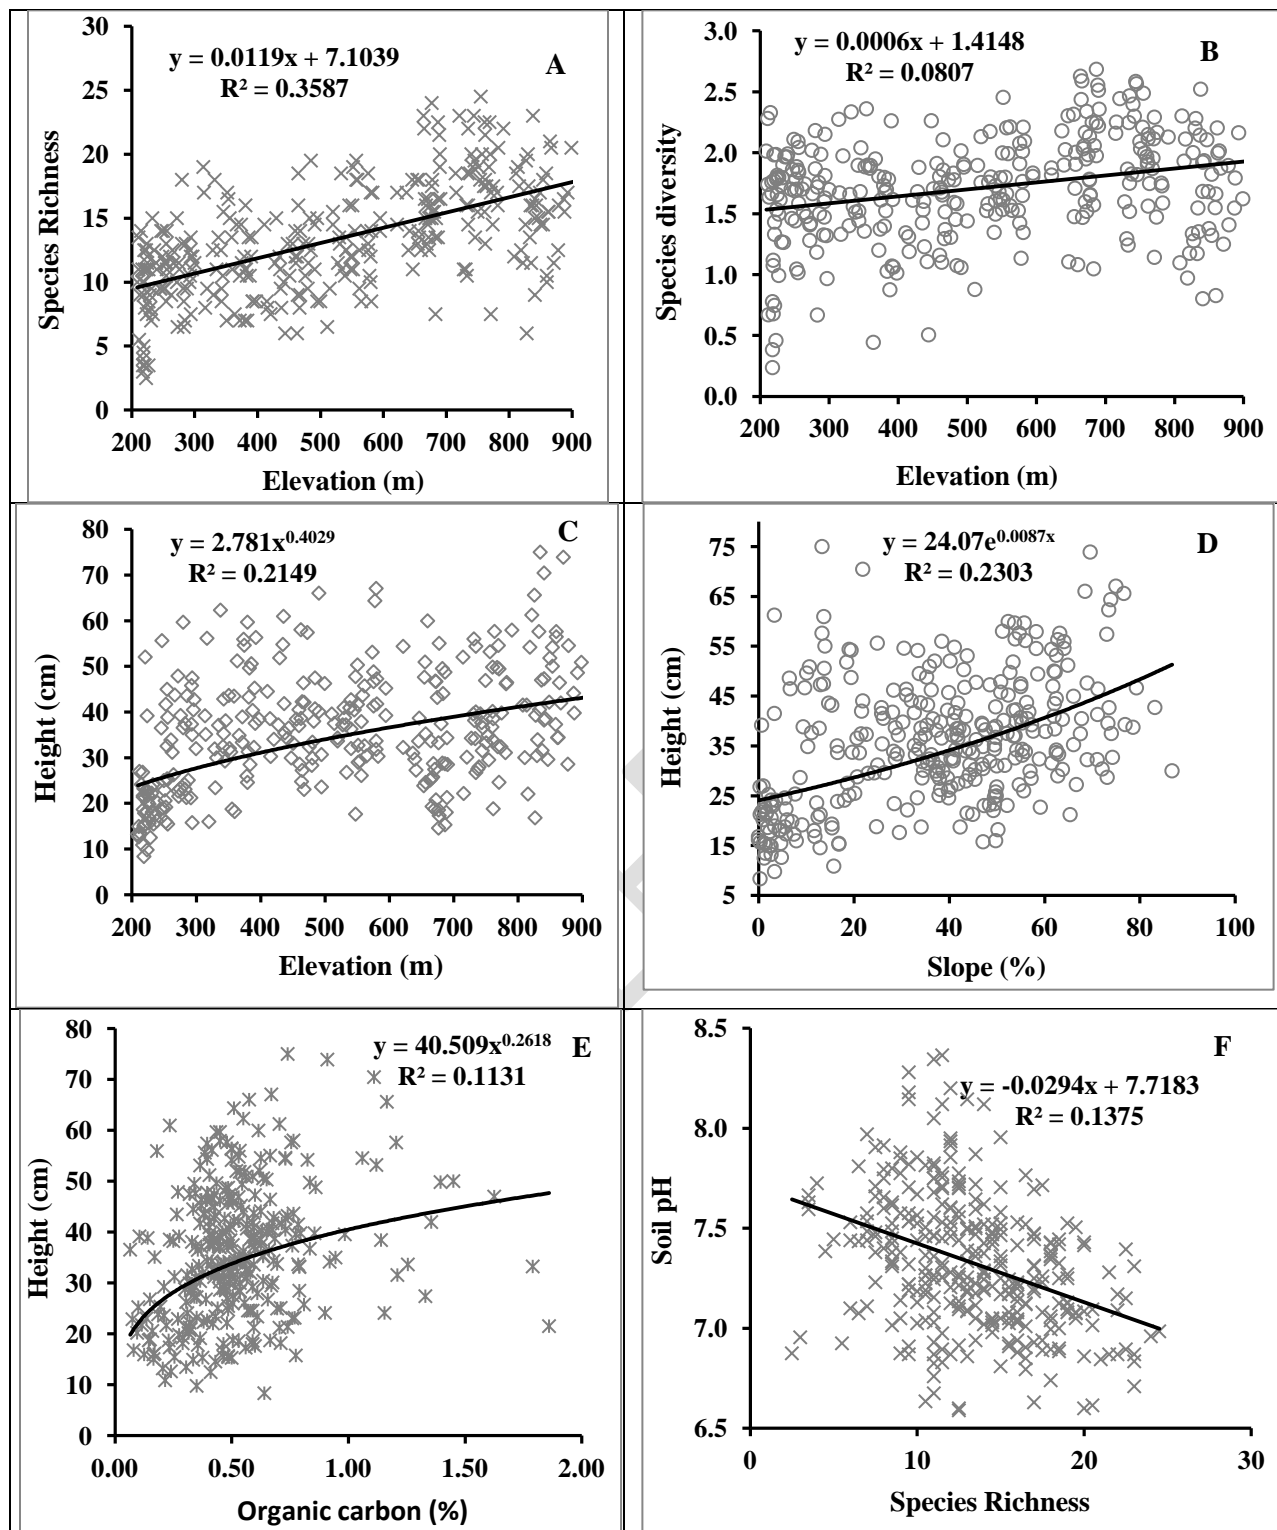 y = 0.0119x + 7.1039
R² = 0.3587
A
30
25
20
15
10
5
0
Species Richness
200 300 400 500 600 700 800 900
Elevation (m)
y = 0.0006x + 1.4148
R² = 0.0807
B
3.0
2.5
2.0
1.5
1.0
0.5
0.0
Species diversity
200 300 400 500 600 700 800 900
Elevation (m)
y = 2.781x^0.4029
R² = 0.2149
C
80
70
60
50
40
30
20
10
0
Height (cm)
200 300 400 500 600 700 800 900
Elevation (m)
y = 24.07e^0.0087x
R² = 0.2303
D
75
65
55
45
35
25
15
5
Height (cm)
0 20 40 60 80 100
Slope (%)
y = 40.509x^0.2618
R² = 0.1131
E
80
70
60
50
40
30
20
10
0
Height (cm)
0.00 0.50 1.00 1.50 2.00
Organic carbon (%)
F
y = -0.0294x + 7.7183
R² = 0.1375
8.5
8.0
7.5
7.0
6.5
Soil pH
0 10 20 30
Species Richness